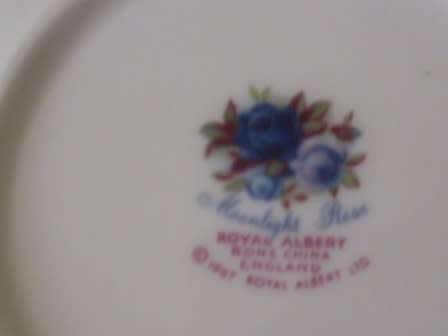 Moonlight Rose
ROYAL ALBERT
BONE CHINA
ENGLAND
© 1987 ROYAL ALBERT LTD